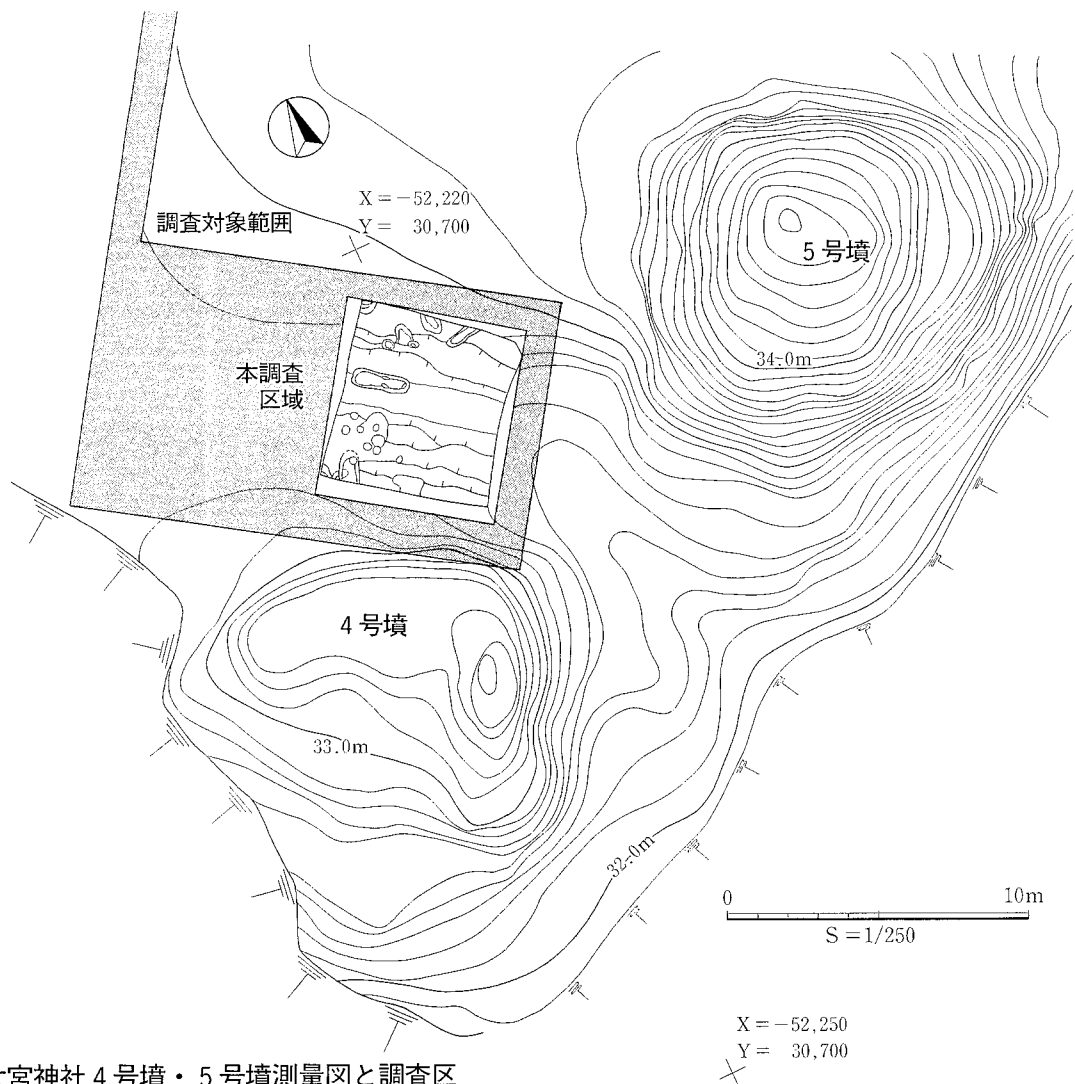 X=-52,220
Y= 30,700
調査対象範囲
5号墳
34.0m
本調査
区域
4号墳
33.0m
32.0m
0 10m
S=1/250
X=-52,250
Y= 30,700
宮神社4号墳・5号墳測量図と調査区